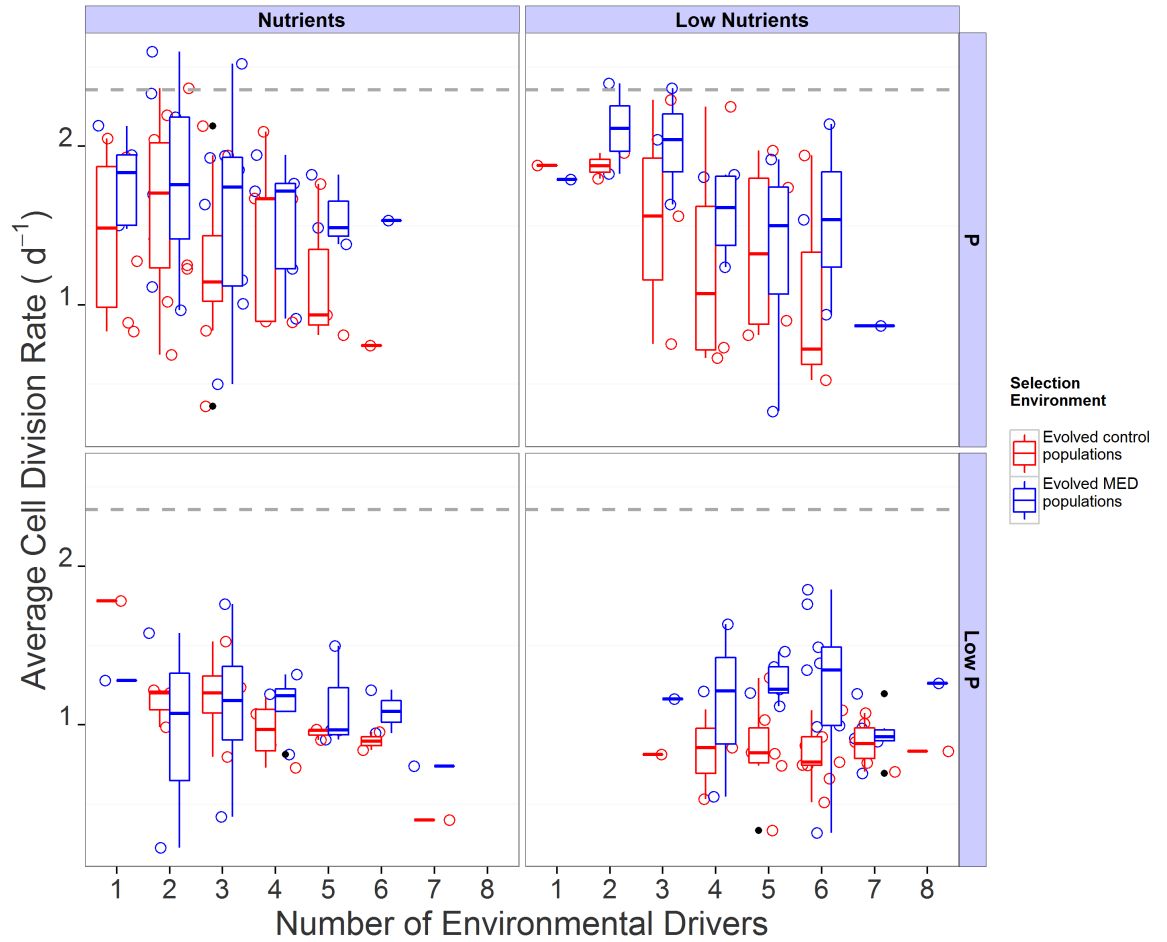 Nutrients
Low Nutrients
P
Low P
2
1
2
1
Average Cell Division Rate ( d⁻¹)
1 2 3 4 5 6 7 8
1 2 3 4 5 6 7 8
Number of Environmental Drivers
Selection
Environment
Evolved control
populations
Evolved MED
populations